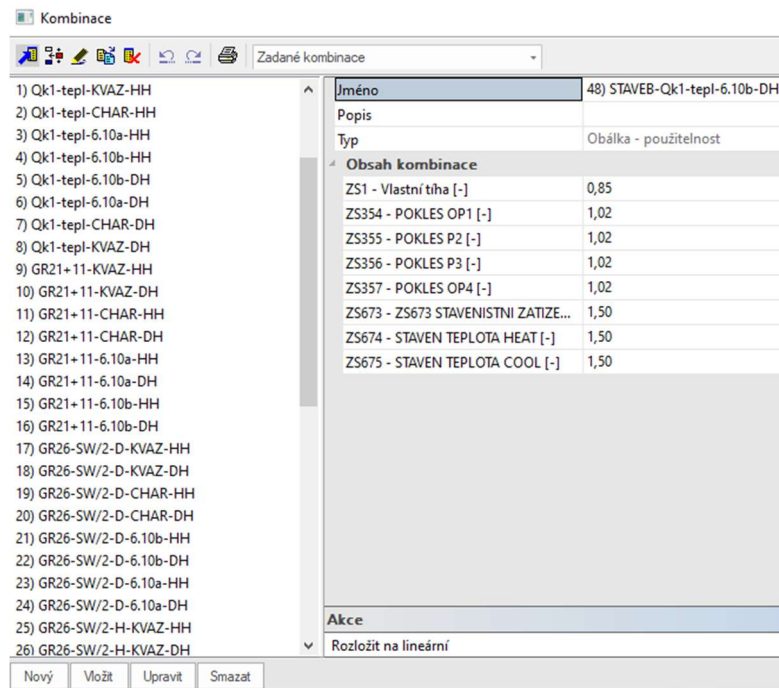 Kombinace
Zadané kombinace
1) Qk1-tepl-KVAZ-HH
2) Qk1-tepl-CHAR-HH
3) Qk1-tepl-6.10a-HH
4) Qk1-tepl-6.10b-HH
5) Qk1-tepl-6.10b-DH
6) Qk1-tepl-6.10a-DH
7) Qk1-tepl-CHAR-DH
8) Qk1-tepl-KVAZ-DH
9) GR21+11-KVAZ-HH
10) GR21+11-KVAZ-DH
11) GR21+11-CHAR-HH
12) GR21+11-CHAR-DH
13) GR21+11-6.10a-HH
14) GR21+11-6.10a-DH
15) GR21+11-6.10b-HH
16) GR21+11-6.10b-DH
17) GR26-SW/2-D-KVAZ-HH
18) GR26-SW/2-D-KVAZ-DH
19) GR26-SW/2-D-CHAR-HH
20) GR26-SW/2-D-CHAR-DH
21) GR26-SW/2-D-6.10b-HH
22) GR26-SW/2-D-6.10b-DH
23) GR26-SW/2-D-6.10a-HH
24) GR26-SW/2-D-6.10a-DH
25) GR26-SW/2-H-KVAZ-HH
26) GR26-SW/2-H-KVAZ-DH
Jméno 48) STAVEB-Qk1-tepl-6.10b-DH
Popis
Typ Obálka - použitelnost
Obsah kombinace
ZS1 - Vlastní tíha [-] 0,85
ZS354 - POKLES OP1 [-] 1,02
ZS355 - POKLES P2 [-] 1,02
ZS356 - POKLES P3 [-] 1,02
ZS357 - POKLES OP4 [-] 1,02
ZS673 - ZS673 STAVENISTNI ZATIZE... 1,50
ZS674 - STAVEN TEPLOTA HEAT [-] 1,50
ZS675 - STAVEN TEPLOTA COOL [-] 1,50
Akce
Rozložit na lineární
Nový Vložit Upravit Smazat